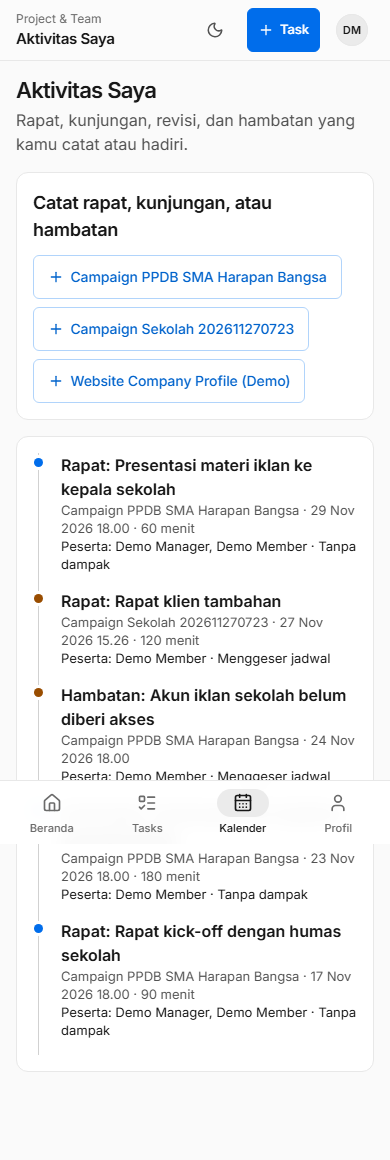 Project & Team
Aktivitas Saya
Task
DM
Aktivitas Saya
Rapat, kunjungan, revisi, dan hambatan yang
kamu catat atau hadiri.
Catat rapat, kunjungan, atau
hambatan
Campaign PPDB SMA Harapan Bangsa
Campaign Sekolah 202611270723
Website Company Profile (Demo)
Rapat: Presentasi materi iklan ke
kepala sekolah
Campaign PPDB SMA Harapan Bangsa · 29 Nov
2026 18.00 · 60 menit
Peserta: Demo Manager, Demo Member · Tanpa
dampak
Rapat: Rapat klien tambahan
Campaign Sekolah 202611270723 · 27 Nov
2026 15.26 · 120 menit
Peserta: Demo Member · Menggeser jadwal
Hambatan: Akun iklan sekolah belum
diberi akses
Campaign PPDB SMA Harapan Bangsa · 24 Nov
2026 18.00
Peserta: Demo Member · Menggeser jadwal
Beranda
Tasks
Kalender
Profil
Campaign PPDB SMA Harapan Bangsa · 23 Nov
2026 18.00 · 180 menit
Peserta: Demo Member · Tanpa dampak
Rapat: Rapat kick-off dengan humas
sekolah
Campaign PPDB SMA Harapan Bangsa · 17 Nov
2026 18.00 · 90 menit
Peserta: Demo Manager, Demo Member · Tanpa
dampak